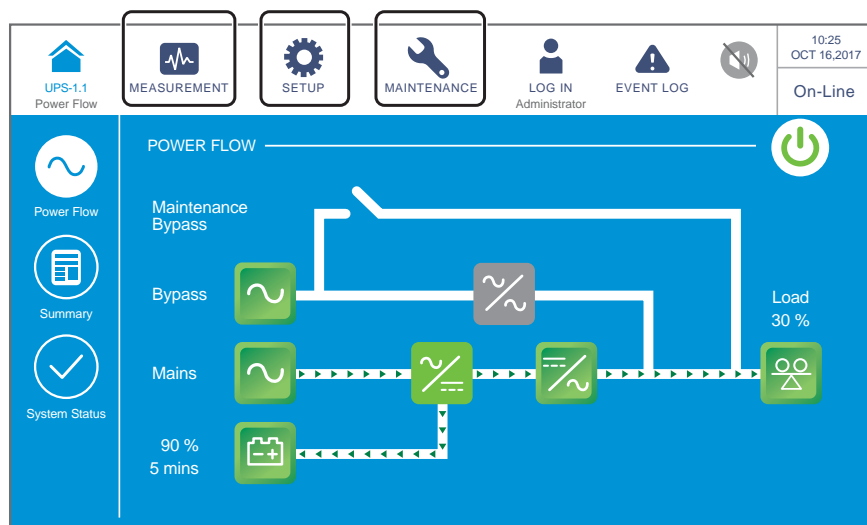 UPS-1.1
Power Flow
MEASUREMENT
SETUP
MAINTENANCE
LOG IN
Administrator
EVENT LOG
10:25
OCT 16,2017
On-Line
POWER FLOW
Power Flow
Summary
System Status
Maintenance
Bypass
Bypass
Load
30 %
Mains
90 %
5 mins